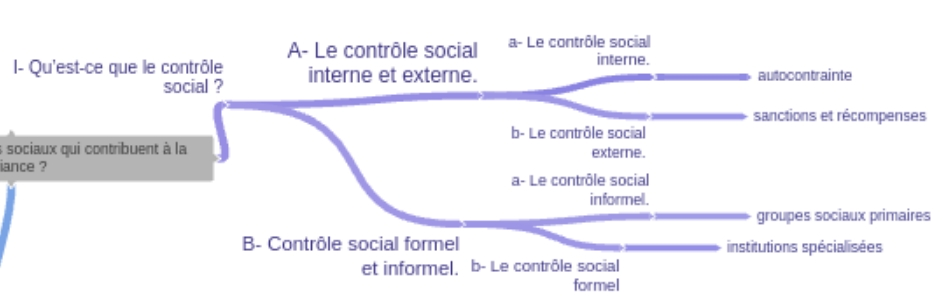 I- Qu'est-ce que le contrôle
social ?
sociaux qui contribuent à la
?
A- Le contrôle social
interne et externe.
a- Le contrôle social
interne.
autocontrainte
b- Le contrôle social
externe.
sanctions et récompenses
B- Contrôle social formel
et informel.
a- Le contrôle social
informel.
groupes sociaux primaires
b- Le contrôle social
formel
institutions spécialisées